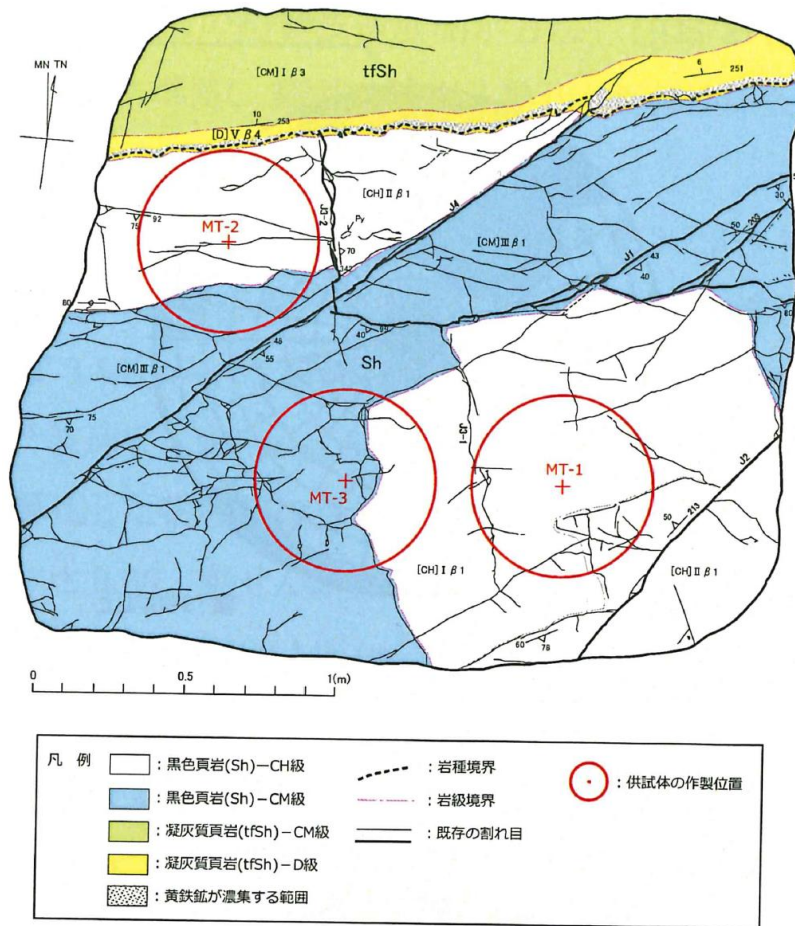 MN TN
[CM] Ⅰ β3
tfSh
6
251
10
253
[D] Ⅴ β4
[CH] Ⅱ β1
J3-2
J4
Py
75
92
MT-2
70
[CM]Ⅲ β1
50
30
J1
43
40
80
48
55
40
Sh
[CM]Ⅲ β1
75
70
J3-1
MT-1
MT-3
J2
50
213
[CH] Ⅰ β1
[CH] Ⅱ β1
60
78
0 0.5 1(m)
凡 例
:黒色頁岩(Sh)-CH級
:黒色頁岩(Sh)-CM級
:凝灰質頁岩(tfSh)-CM級
:凝灰質頁岩(tfSh)-D級
:黄鉄鉱が濃集する範囲
:岩種境界
:岩級境界
:既存の割れ目
:供試体の作製位置